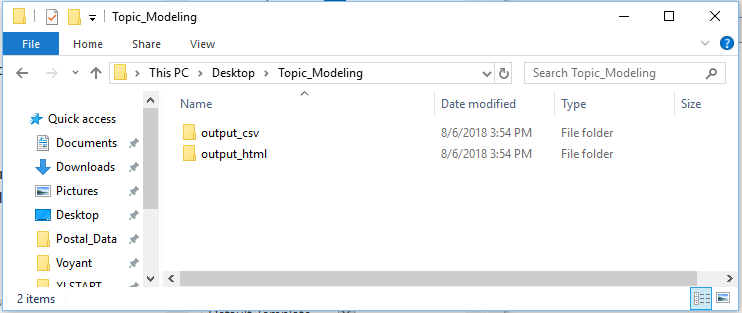 Topic_Modeling
File Home Share View
This PC Desktop Topic_Modeling Search Topic_Modeling
Name Date modified Type Size
Quick access
Documents
Downloads
Pictures
Desktop
Postal_Data
Voyant
output_csv 8/6/2018 3:54 PM File folder
output_html 8/6/2018 3:54 PM File folder
2 items
Default Template